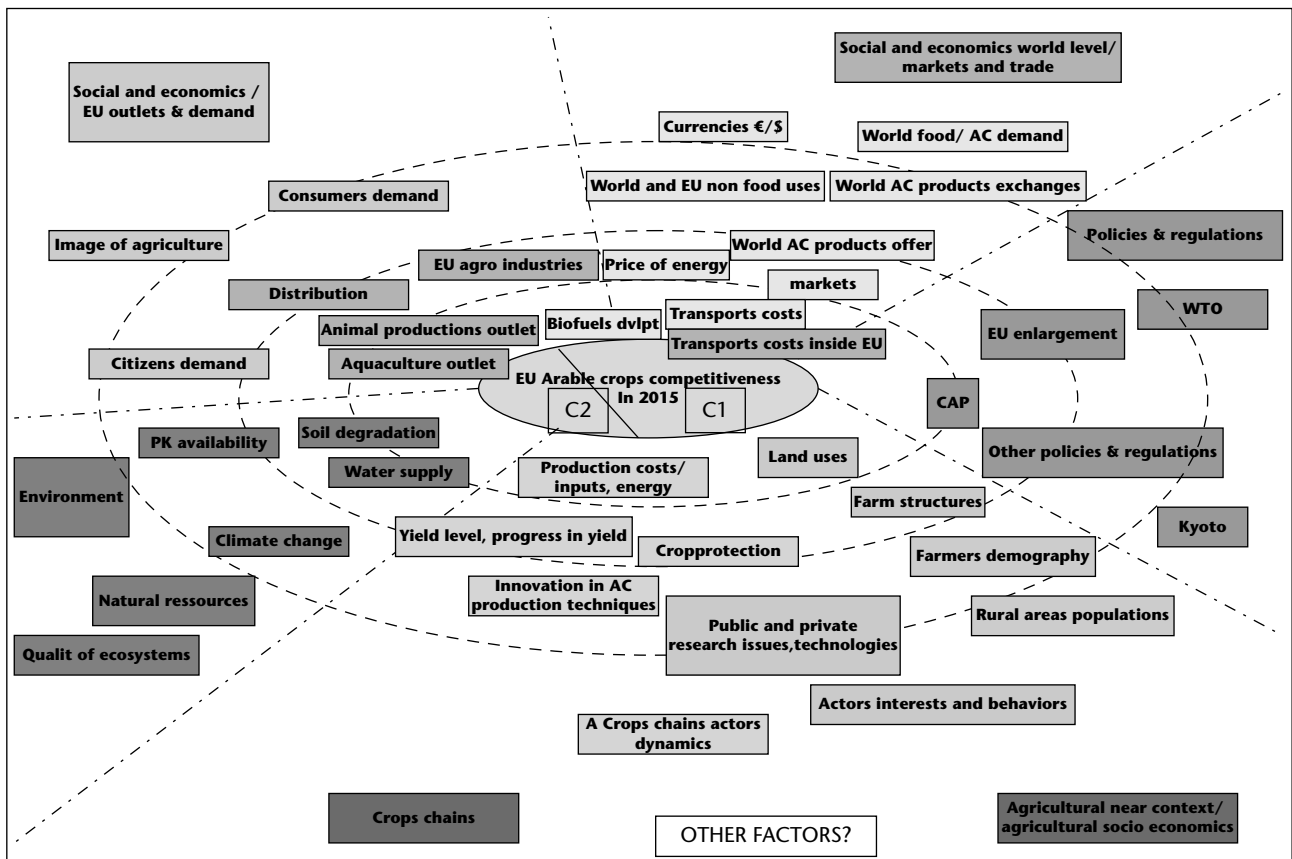 Social and economics /
EU outlets & demand
Social and economics world level/
markets and trade
Currencies €/$
World food/ AC demand
Consumers demand
World and EU non food uses
World AC products exchanges
Image of agriculture
Policies & regulations
World AC products offer
EU agro industries
Price of energy
Distribution
markets
WTO
Animal productions outlet
Biofuels dvlpt
Transports costs
EU enlargement
Citizens demand
Aquaculture outlet
Transports costs inside EU
EU Arable crops competitiveness
In 2015
C2
C1
CAP
PK availability
Soil degradation
Land uses
Other policies & regulations
Environment
Water supply
Production costs/
inputs, energy
Farm structures
Kyoto
Climate change
Yield level, progress in yield
Cropprotection
Farmers demography
Natural ressources
Innovation in AC
production techniques
Public and private
research issues,technologies
Rural areas populations
Qualit of ecosystems
Actors interests and behaviors
A Crops chains actors
dynamics
Crops chains
OTHER FACTORS?
Agricultural near context/
agricultural socio economics